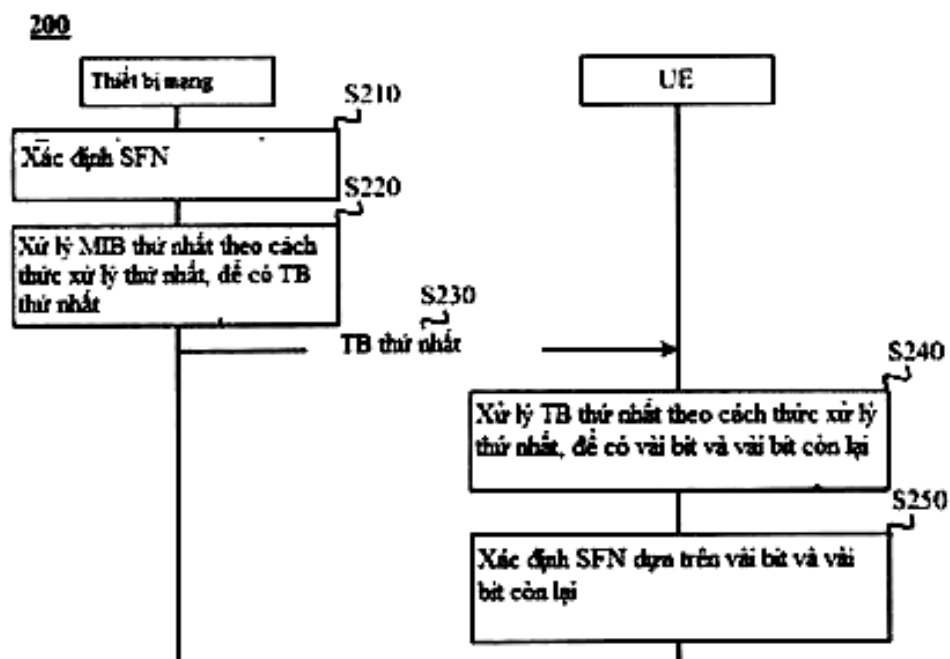 200
Thiết bị mạng
UE
S210
Xác định SFN
S220
Xử lý MIB thứ nhất theo cách
thức xử lý thứ nhất, để có TB
thứ nhất
S230
TB thứ nhất
S240
Xử lý TB thứ nhất theo cách thức xử lý
thứ nhất, để có vài bit và vài bit còn lại
S250
Xác định SFN dựa trên vài bit và vài
bit còn lại